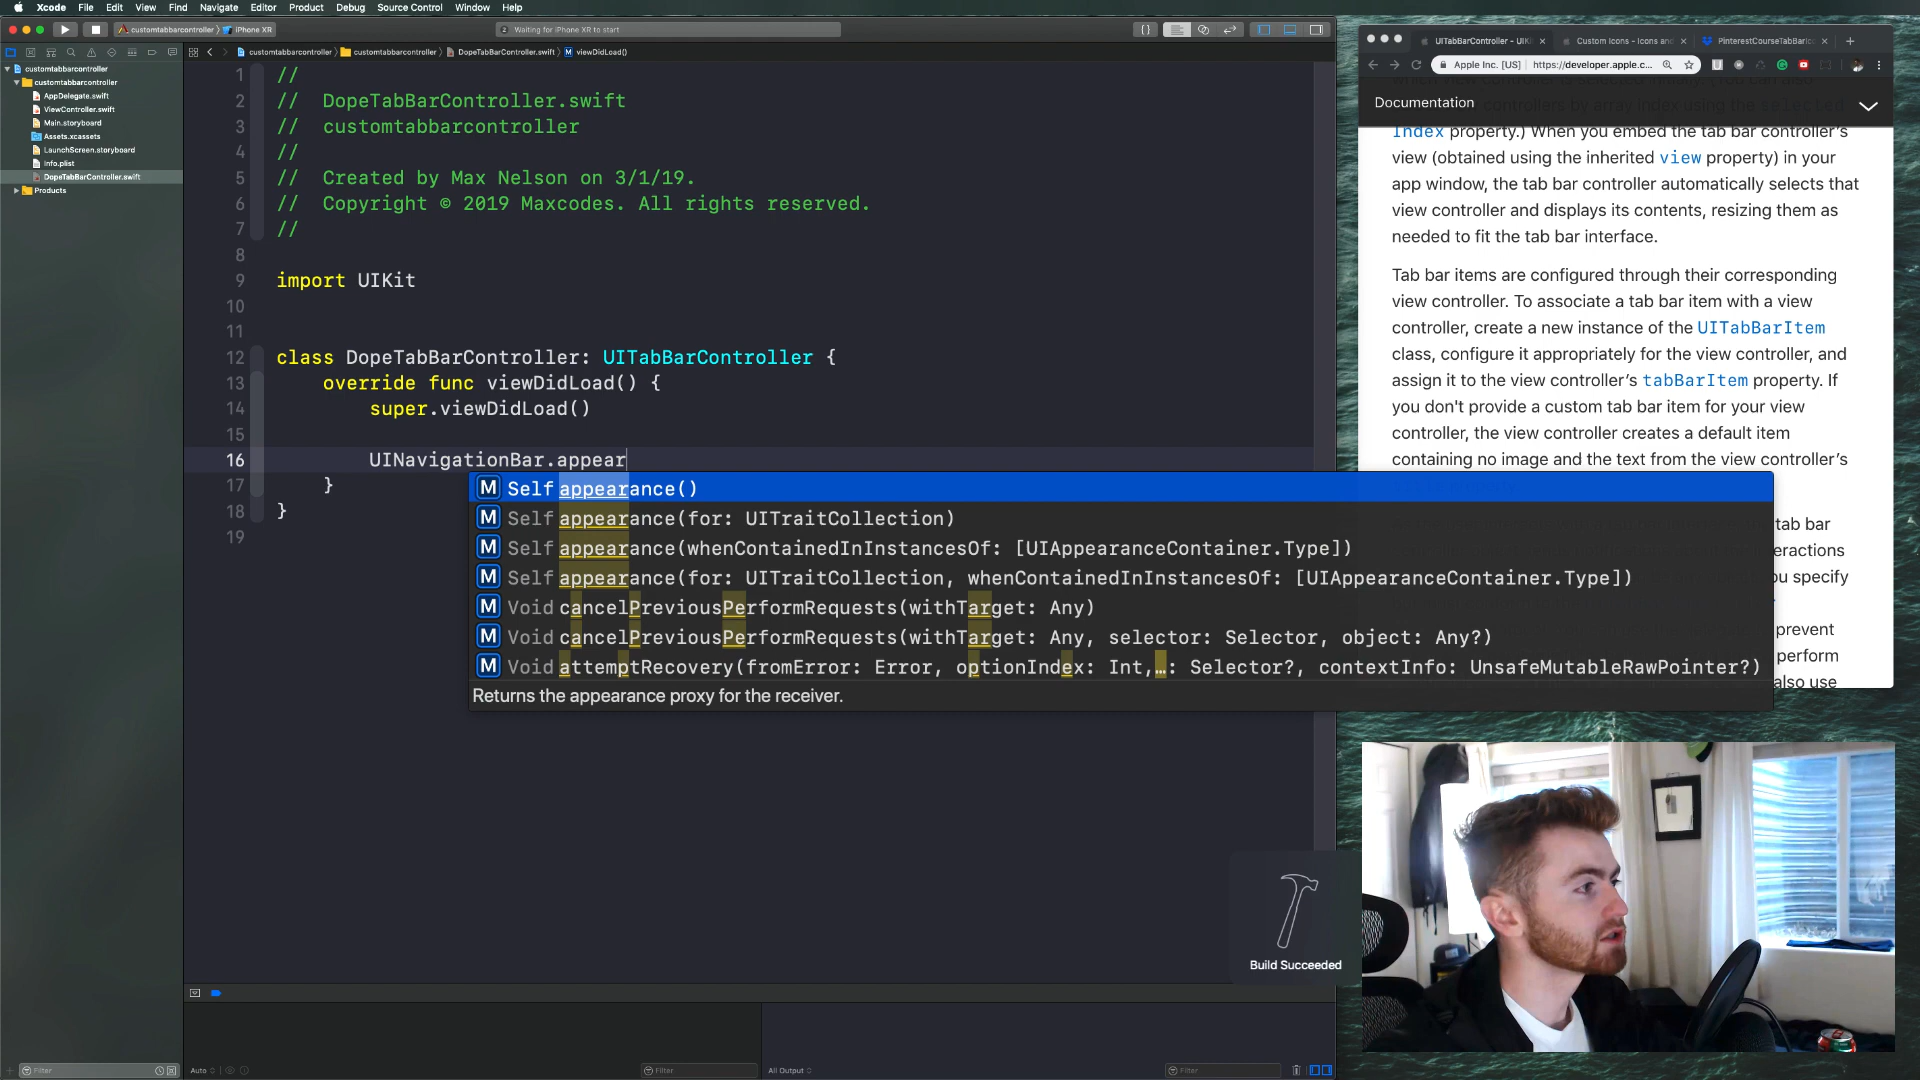 Xcode File Edit View Find Navigate Editor Product Debug Source Control Window Help
customtabbarcontroller iPhone XR
Waiting for iPhone XR to start
customtabbarcontroller customtabbarcontroller DopeTabBarController.swift M viewDidLoad()
customtabbarcontroller
customtabbarcontroller
AppDelegate.swift
ViewController.swift
Main.storyboard
Assets.xcassets
LaunchScreen.storyboard
Info.plist
DopeTabBarController.swift
Products
1 //
2 // DopeTabBarController.swift
3 // customtabbarcontroller
4 //
5 // Created by Max Nelson on 3/1/19.
6 // Copyright © 2019 Maxcodes. All rights reserved.
7 //
8
9 import UIKit
10
11
12 class DopeTabBarController: UITabBarController {
13 override func viewDidLoad() {
14 super.viewDidLoad()
15
16 UINavigationBar.appear
17 }
18 }
19
M Self appearance()
M Self appearance(for: UITraitCollection)
M Self appearance(whenContainedInInstancesOf: [UIAppearanceContainer.Type])
M Self appearance(for: UITraitCollection, whenContainedInInstancesOf: [UIAppearanceContainer.Type])
M Void cancelPreviousPerformRequests(withTarget: Any)
M Void cancelPreviousPerformRequests(withTarget: Any, selector: Selector, object: Any?)
M Void attemptRecovery(fromError: Error, optionIndex: Int,…: Selector?, contextInfo: UnsafeMutableRawPointer?)
Returns the appearance proxy for the receiver.
Build Succeeded
Filter
Auto
Filter
All Output
Filter
UITabBarController - UIKi
Custom Icons - Icons and
PinterestCourseTabBarIc
Apple Inc. [US] https://developer.apple.c...
Documentation
controllers by array index using the selected
Index property.) When you embed the tab bar controller's
view (obtained using the inherited view property) in your
app window, the tab bar controller automatically selects that
view controller and displays its contents, resizing them as
needed to fit the tab bar interface.
Tab bar items are configured through their corresponding
view controller. To associate a tab bar item with a view
controller, create a new instance of the UITabBarItem
class, configure it appropriately for the view controller, and
assign it to the view controller's tabBarItem property. If
you don't provide a custom tab bar item for your view
controller, the view controller creates a default item
containing no image and the text from the view controller's
tab bar
eractions
ou specify
prevent
perform
also use